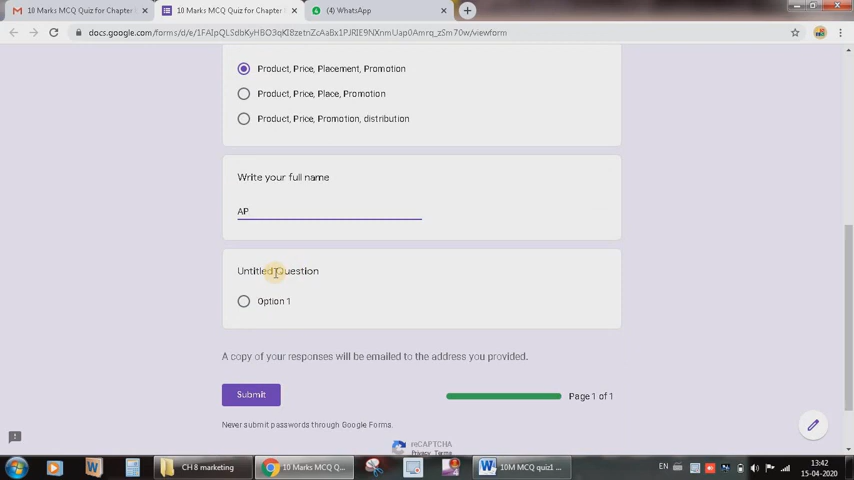 10 Marks MCQ Quiz for Chapter
10 Marks MCQ Quiz for Chapter
(4) WhatsApp
docs.google.com/forms/d/e/1FAIpQLSdbKyHBO3qKI8zetnZcAaBx1PJRIE9NXnmUap0Amrq_zSm70w/viewform
Product, Price, Placement, Promotion
Product, Price, Place, Promotion
Product, Price, Promotion, distribution
Write your full name
AP
Untitled Question
Option 1
A copy of your responses will be emailed to the address you provided.
Submit
Page 1 of 1
Never submit passwords through Google Forms.
reCAPTCHA
Privacy Terms
CH 8 marketing
10 Marks MCQ Q...
10M MCQ quiz1 ...
EN
13:42
15-04-2020